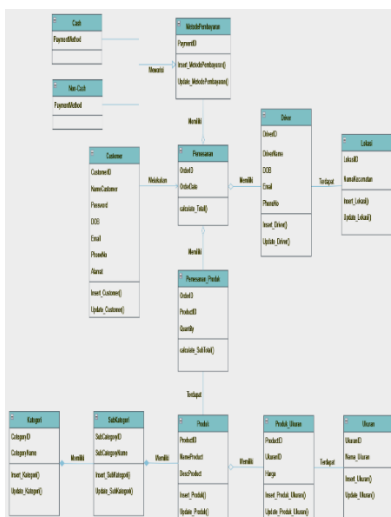 Cash
PaymentMethod
Non-Cash
PaymentMethod
Mewarisi
MetodePembayaran
PaymentID
Insert_MetodePembayaran()
Update_MetodePembayaran()
Memiliki
Customer
CustomerID
NameCustomer
Password
DOB
Email
PhoneNo
Alamat
Insert_Customer()
Update_Customer()
Melakukan
Pemesanan
OrderID
OrderDate
calculate_Total()
Memiliki
Driver
DriverID
DriverName
DOB
Email
PhoneNo
Insert_Driver()
Update_Driver()
Terdapat
Lokasi
LokasiID
NamaKecamatan
Insert_Lokasi()
Update_Lokasi()
Memiliki
Pemesanan_Produk
OrderID
ProductID
Quantity
calculate_SubTotal()
Terdapat
Kategori
CategoryID
CategoryName
Insert_Kategori()
Update_Kategori()
Memiliki
SubKategori
SubCategoryID
SubCategoryName
Insert_SubKategori()
Update_SubKategori()
Memiliki
Produk
ProductID
NameProduct
DescProduct
Insert_Produk()
Update_Produk()
Memiliki
Produk_Ukuran
ProductID
UkuranID
Harga
Insert_Produk_Ukuran()
Update_Produk_Ukuran()
Terdapat
Ukuran
UkuranID
Nama_Ukuran
Insert_Ukuran()
Update_Ukuran()